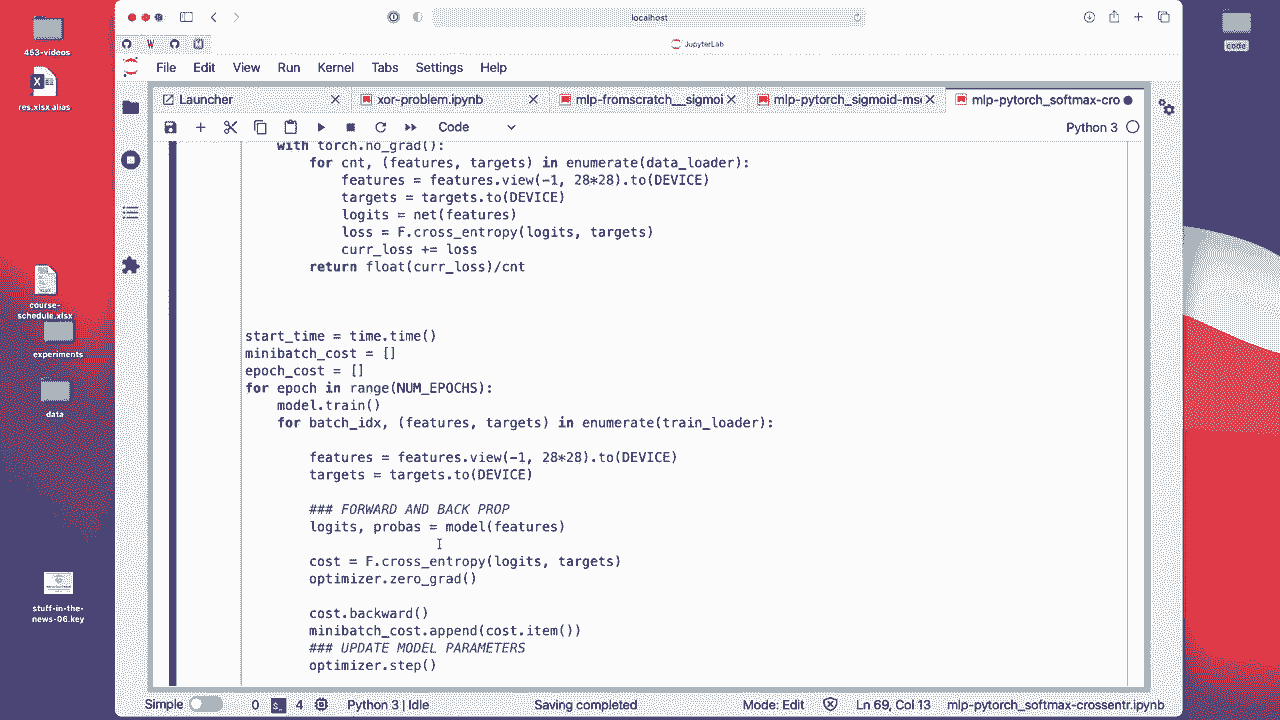 localhost
463-videos
code
JupyterLab
File Edit View Run Kernel Tabs Settings Help
res.xlsx alias
Launcher
xor-problem.ipynb
mlp-fromscratch__sigmoi
mlp-pytorch_sigmoid-ms
mlp-pytorch_softmax-cro
Code
Python 3
with torch.no_grad():
for cnt, (features, targets) in enumerate(data_loader):
features = features.view(-1, 28*28).to(DEVICE)
targets = targets.to(DEVICE)
logits = net(features)
loss = F.cross_entropy(logits, targets)
curr_loss += loss
return float(curr_loss)/cnt
course-
schedule.xlsx
experiments
data
start_time = time.time()
minibatch_cost = []
epoch_cost = []
for epoch in range(NUM_EPOCHS):
model.train()
for batch_idx, (features, targets) in enumerate(train_loader):
features = features.view(-1, 28*28).to(DEVICE)
targets = targets.to(DEVICE)
### FORWARD AND BACK PROP
logits, probas = model(features)
cost = F.cross_entropy(logits, targets)
optimizer.zero_grad()
cost.backward()
minibatch_cost.append(cost.item())
### UPDATE MODEL PARAMETERS
optimizer.step()
stuff-in-the-
news-06.key
Simple 0 4 Python 3 | Idle Saving completed Mode: Edit Ln 69, Col 13 mlp-pytorch_softmax-crossentr.ipynb